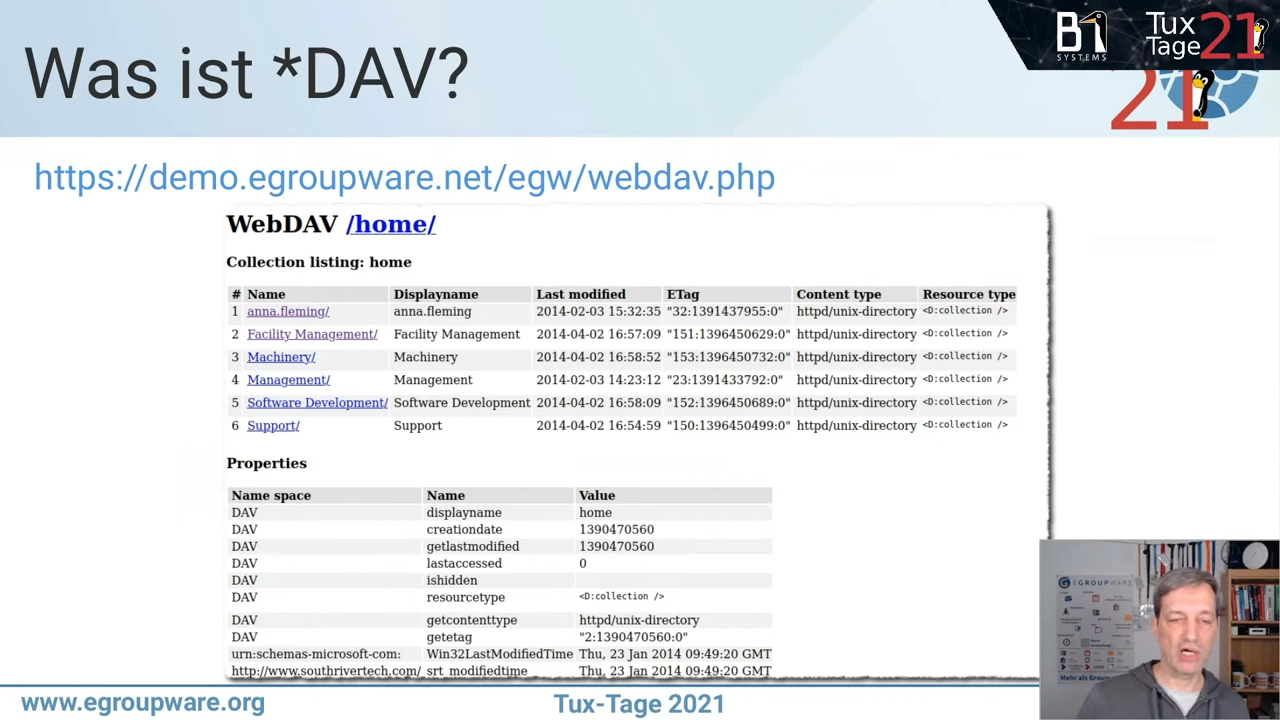 Was ist *DAV?
B1
SYSTEMS
Tux
Tage 21
21
https://demo.egroupware.net/egw/webdav.php
WebDAV /home/
Collection listing: home
# Name Displayname Last modified ETag Content type Resource type
1 anna.fleming/ anna.fleming 2014-02-03 15:32:35 "32:1391437955:0" httpd/unix-directory <D:collection />
2 Facility Management/ Facility Management 2014-04-02 16:57:09 "151:1396450629:0" httpd/unix-directory <D:collection />
3 Machinery/ Machinery 2014-04-02 16:58:52 "153:1396450732:0" httpd/unix-directory <D:collection />
4 Management/ Management 2014-02-03 14:23:12 "23:1391433792:0" httpd/unix-directory <D:collection />
5 Software Development/ Software Development 2014-04-02 16:58:09 "152:1396450689:0" httpd/unix-directory <D:collection />
6 Support/ Support 2014-04-02 16:54:59 "150:1396450499:0" httpd/unix-directory <D:collection />
Properties
Name space Name Value
DAV displayname home
DAV creationdate 1390470560
DAV getlastmodified 1390470560
DAV lastaccessed 0
DAV ishidden
DAV resourcetype <D:collection />
DAV getcontenttype httpd/unix-directory
DAV getetag "2:1390470560:0"
urn:schemas-microsoft-com: Win32LastModifiedTime Thu, 23 Jan 2014 09:49:20 GMT
http://www.southrivertech.com/ srt_modifiedtime Thu, 23 Jan 2014 09:49:20 GMT
EGROUPWARE
Mehr als Group
www.egroupware.org
Tux-Tage 2021